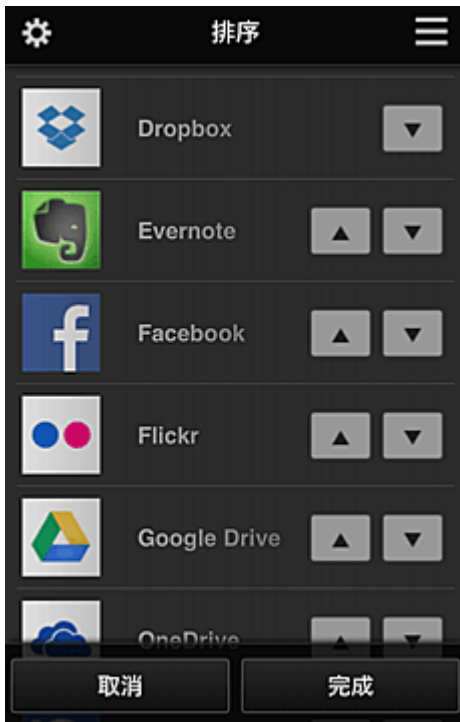 排序
Dropbox
Evernote
Facebook
Flickr
Google Drive
OneDrive
取消
完成